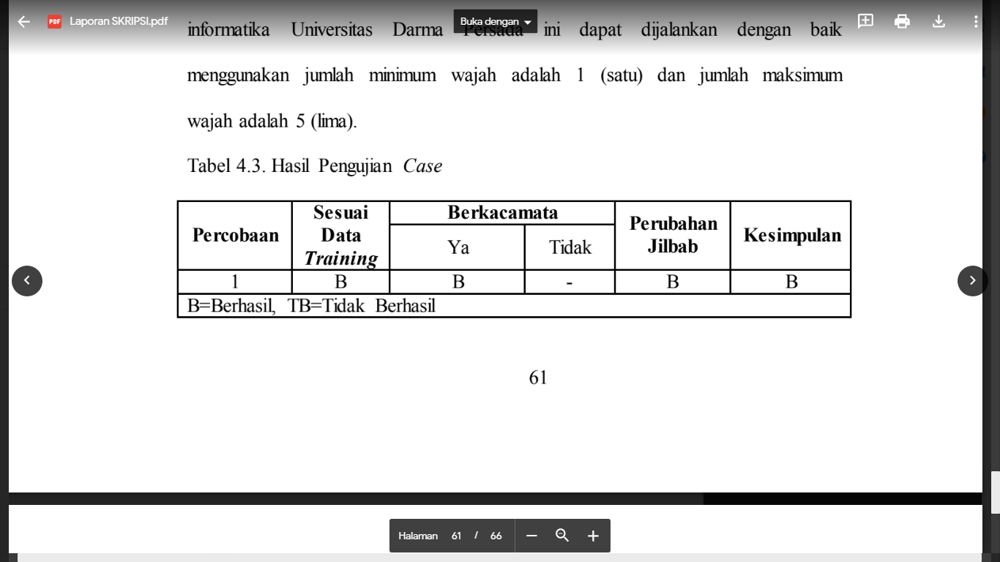 Laporan SKRIPSI.pdf
Buka dengan
informatika Universitas Darma Persada ini dapat dijalankan dengan baik
menggunakan jumlah minimum wajah adalah 1 (satu) dan jumlah maksimum
wajah adalah 5 (lima).
Tabel 4.3. Hasil Pengujian Case
Percobaan
Sesuai
Data
Training
Berkacamata
Ya Tidak
Perubahan
Jilbab
Kesimpulan
1 B B - B B
B=Berhasil, TB=Tidak Berhasil
61
Halaman 61 / 66